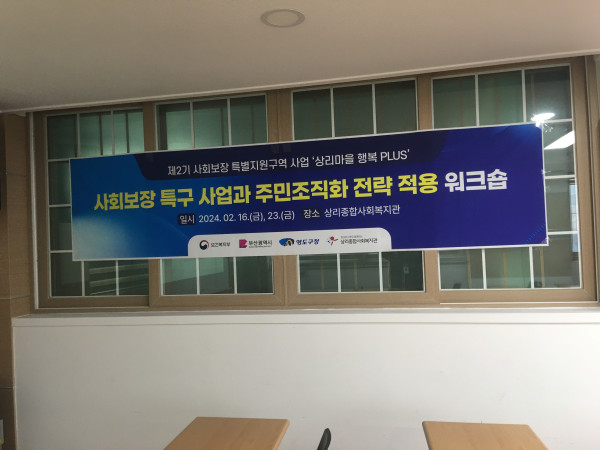 제2기 사회보장 특별지원구역 사업 '상리마을 행복 PLUS'
사회보장 특구 사업과 주민조직화 전략 적용 워크숍
일시 2024. 02. 16.(금), 23.(금) 장소 상리종합사회복지관
보건복지부 부산광역시 영도구청 상리종합사회복지관